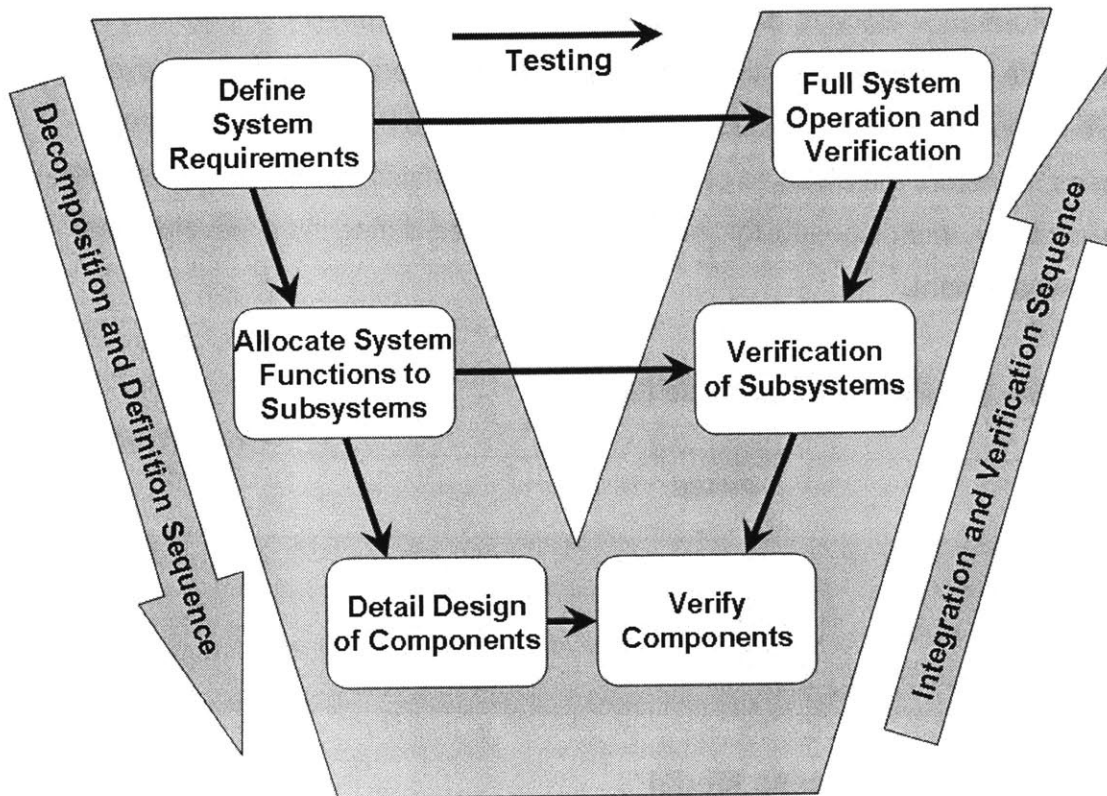 Testing
Define
System
Requirements
Full System
Operation and
Verification
Allocate System
Functions to
Subsystems
Verification
of Subsystems
Detail Design
of Components
Verify
Components
Decomposition and Definition Sequence
Integration and Verification Sequence